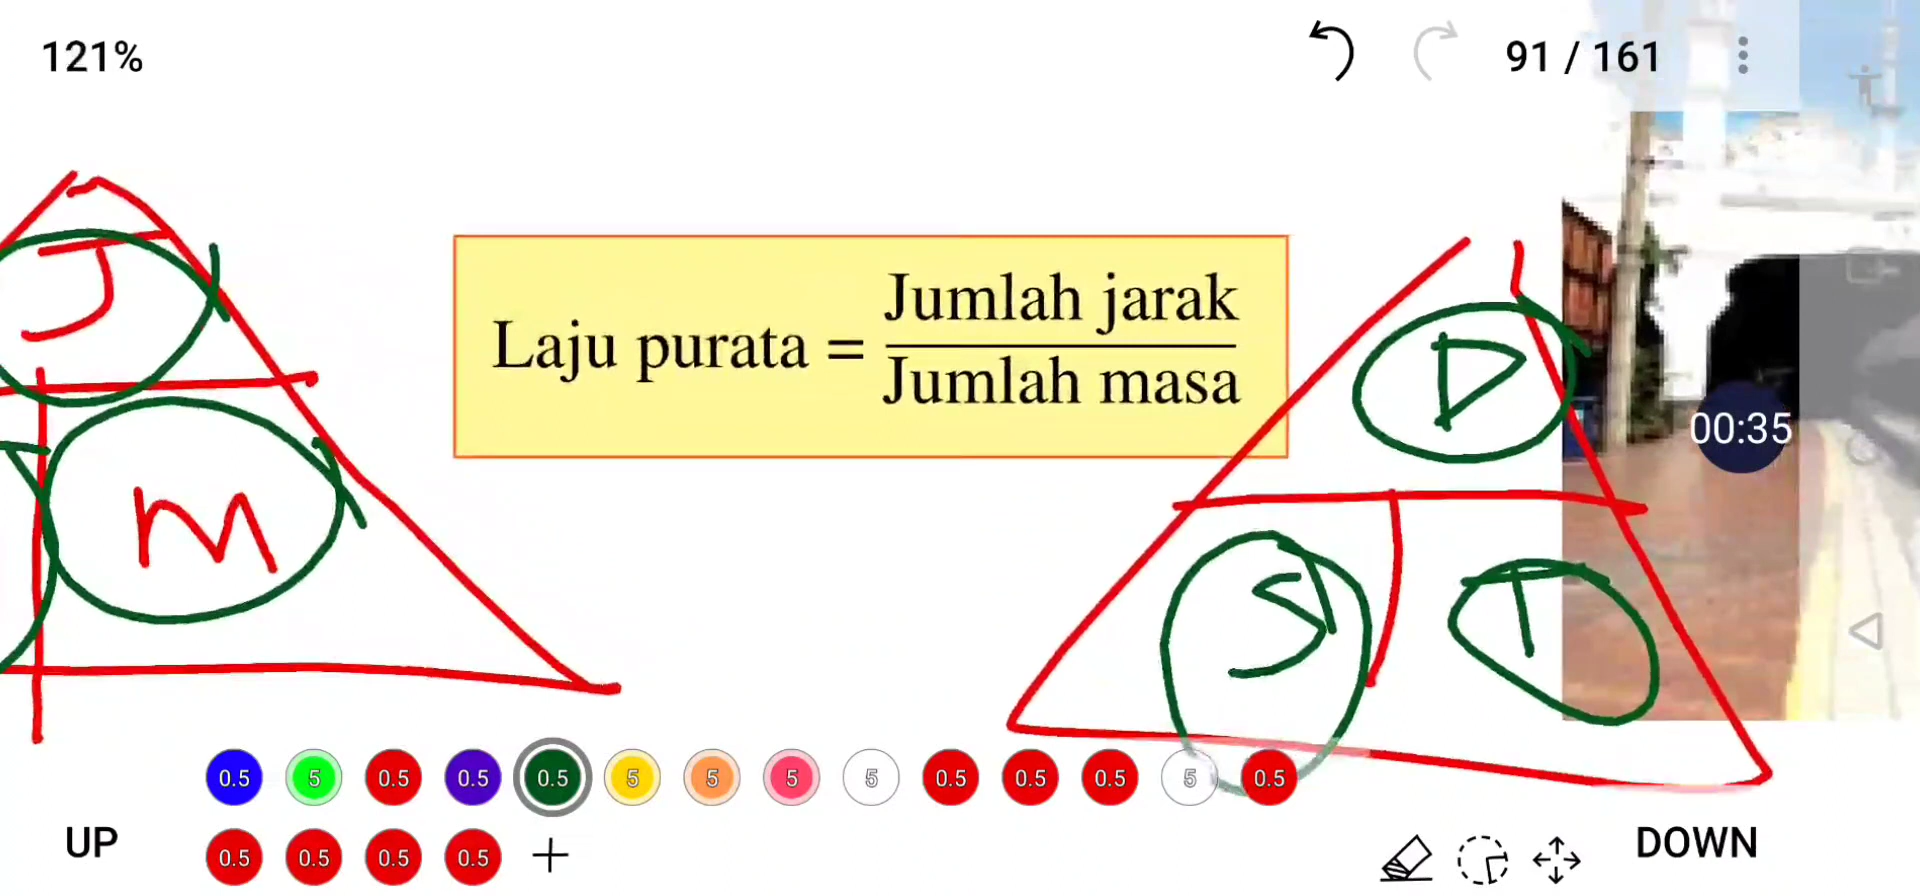 121%
91 / 161
J
M
Laju purata = Jumlah jarak
Jumlah masa
D
S T
00:35
0.5 5 0.5 0.5 0.5 5 5 5 5 0.5 0.5 0.5 5 0.5
UP
0.5 0.5 0.5 0.5 +
DOWN